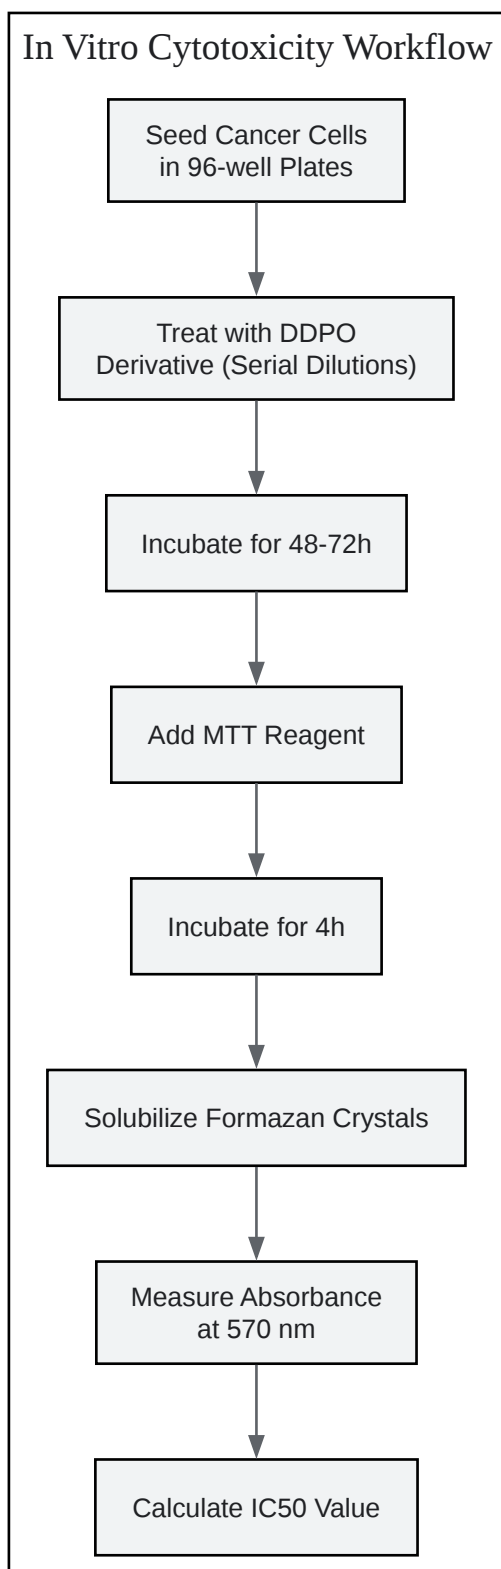 In Vitro Cytotoxicity Workflow
Seed Cancer Cells
in 96-well Plates
Treat with DDPO
Derivative (Serial Dilutions)
Incubate for 48-72h
Add MTT Reagent
Incubate for 4h
Solubilize Formazan Crystals
Measure Absorbance
at 570 nm
Calculate IC50 Value